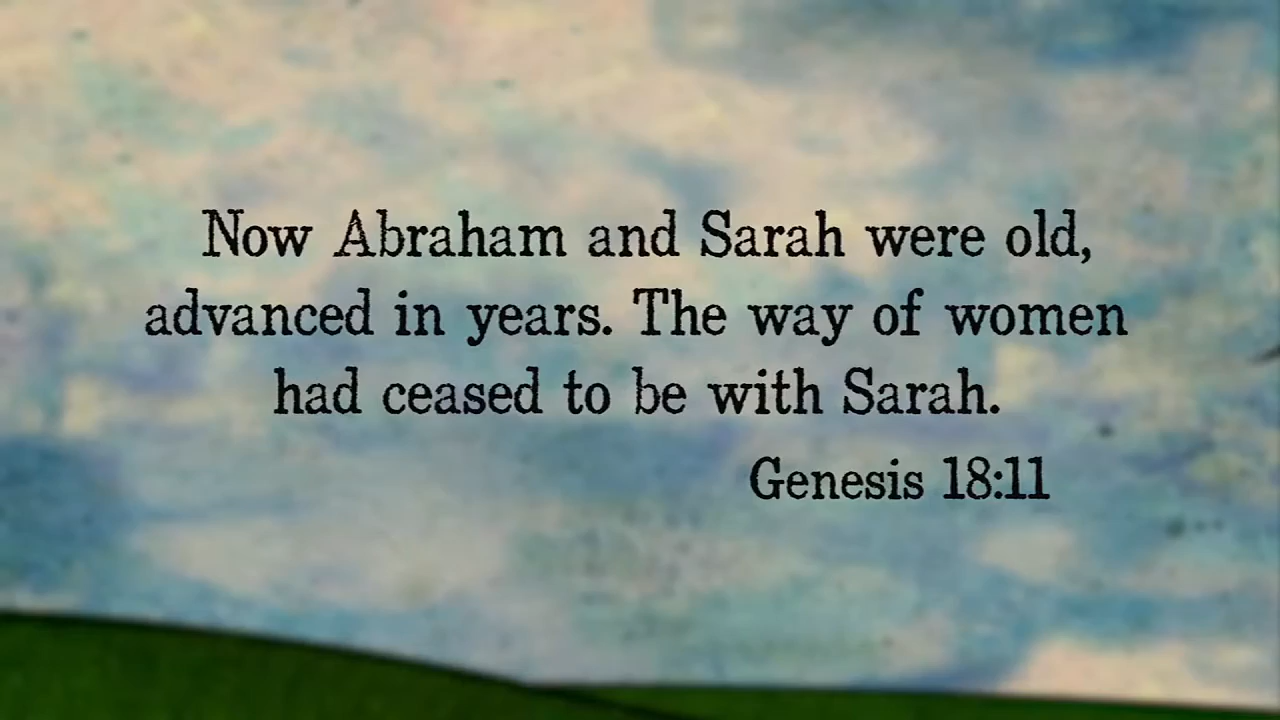 Now Abraham and Sarah were old,
advanced in years. The way of women
had ceased to be with Sarah.
Genesis 18:11